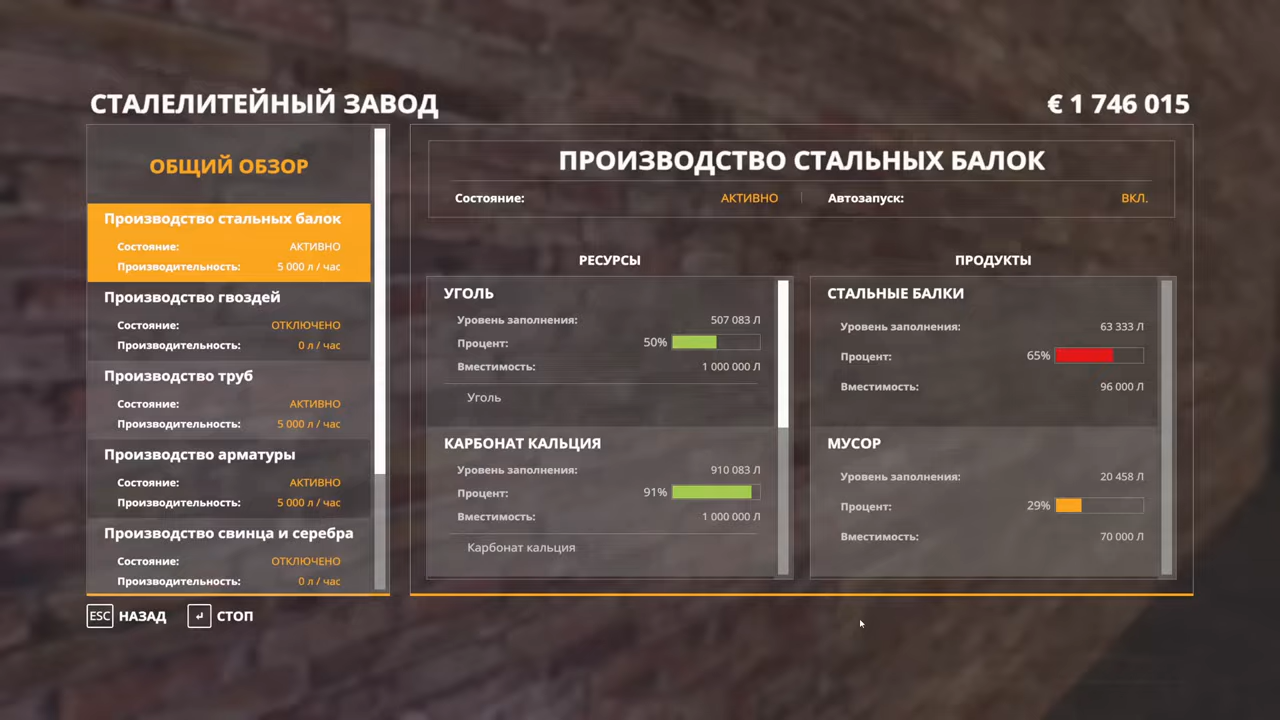 СТАЛЕЛИТЕЙНЫЙ ЗАВОД
€ 1 746 015
ОБЩИЙ ОБЗОР
Производство стальных балок
Состояние: АКТИВНО
Производительность: 5 000 л / час
Производство гвоздей
Состояние: ОТКЛЮЧЕНО
Производительность: 0 л / час
Производство труб
Состояние: АКТИВНО
Производительность: 5 000 л / час
Производство арматуры
Состояние: АКТИВНО
Производительность: 5 000 л / час
Производство свинца и серебра
Состояние: ОТКЛЮЧЕНО
Производительность: 0 л / час
ПРОИЗВОДСТВО СТАЛЬНЫХ БАЛОК
Состояние: АКТИВНО
Автозапуск: ВКЛ.
РЕСУРСЫ
УГОЛЬ
Уровень заполнения: 507 083 Л
Процент: 50%
Вместимость: 1 000 000 Л
Уголь
КАРБОНАТ КАЛЬЦИЯ
Уровень заполнения: 910 083 Л
Процент: 91%
Вместимость: 1 000 000 Л
Карбонат кальция
ПРОДУКТЫ
СТАЛЬНЫЕ БАЛКИ
Уровень заполнения: 63 333 Л
Процент: 65%
Вместимость: 96 000 Л
МУСОР
Уровень заполнения: 20 458 Л
Процент: 29%
Вместимость: 70 000 Л
ESC НАЗАД ↵ СТОП